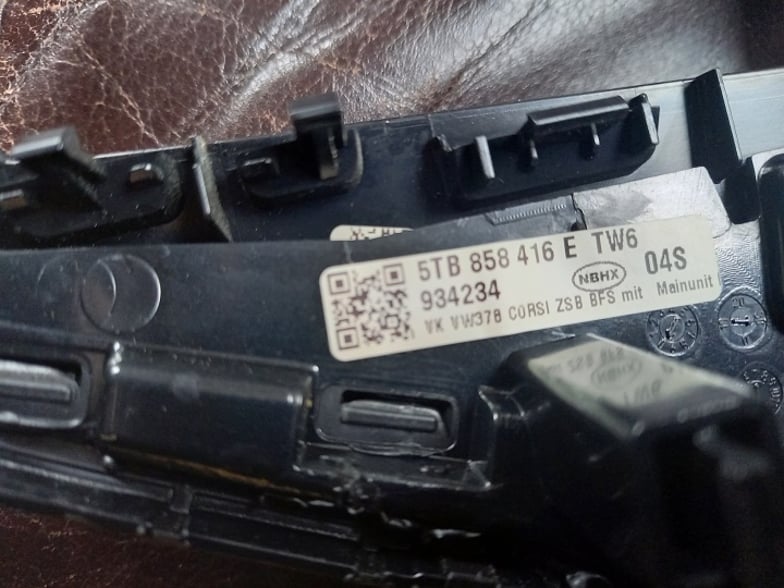 5TB 858 416 E TW6
934234 NBHX 04S
VK VW378 CORSI ZSB BFS mit Mainunit